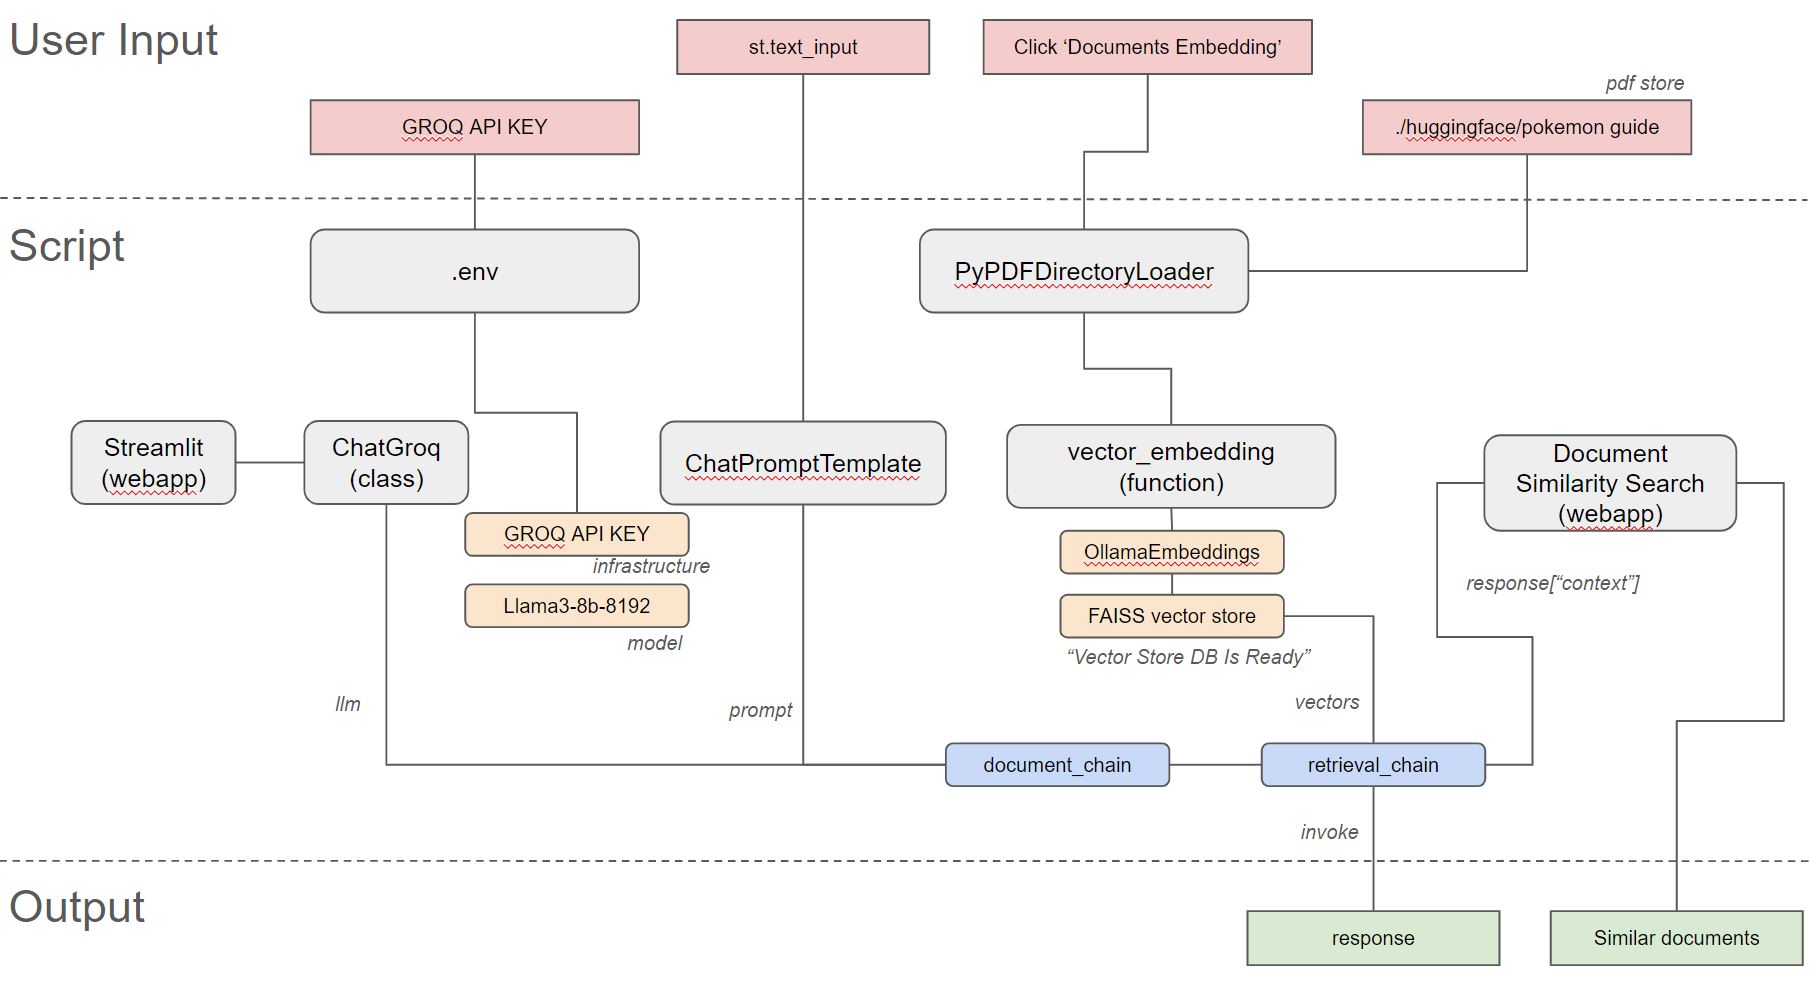 User Input
st.text_input
Click ‘Documents Embedding’
pdf store
GROQ API KEY
./huggingface/pokemon guide
Script
.env
PyPDFDirectoryLoader
Streamlit
(webapp)
ChatGroq
(class)
ChatPromptTemplate
vector_embedding
(function)
Document
Similarity Search
(webapp)
GROQ API KEY
infrastructure
Llama3-8b-8192
model
OllamaEmbeddings
FAISS vector store
“Vector Store DB Is Ready”
response[“context”]
llm
prompt
vectors
document_chain
retrieval_chain
invoke
Output
response
Similar documents